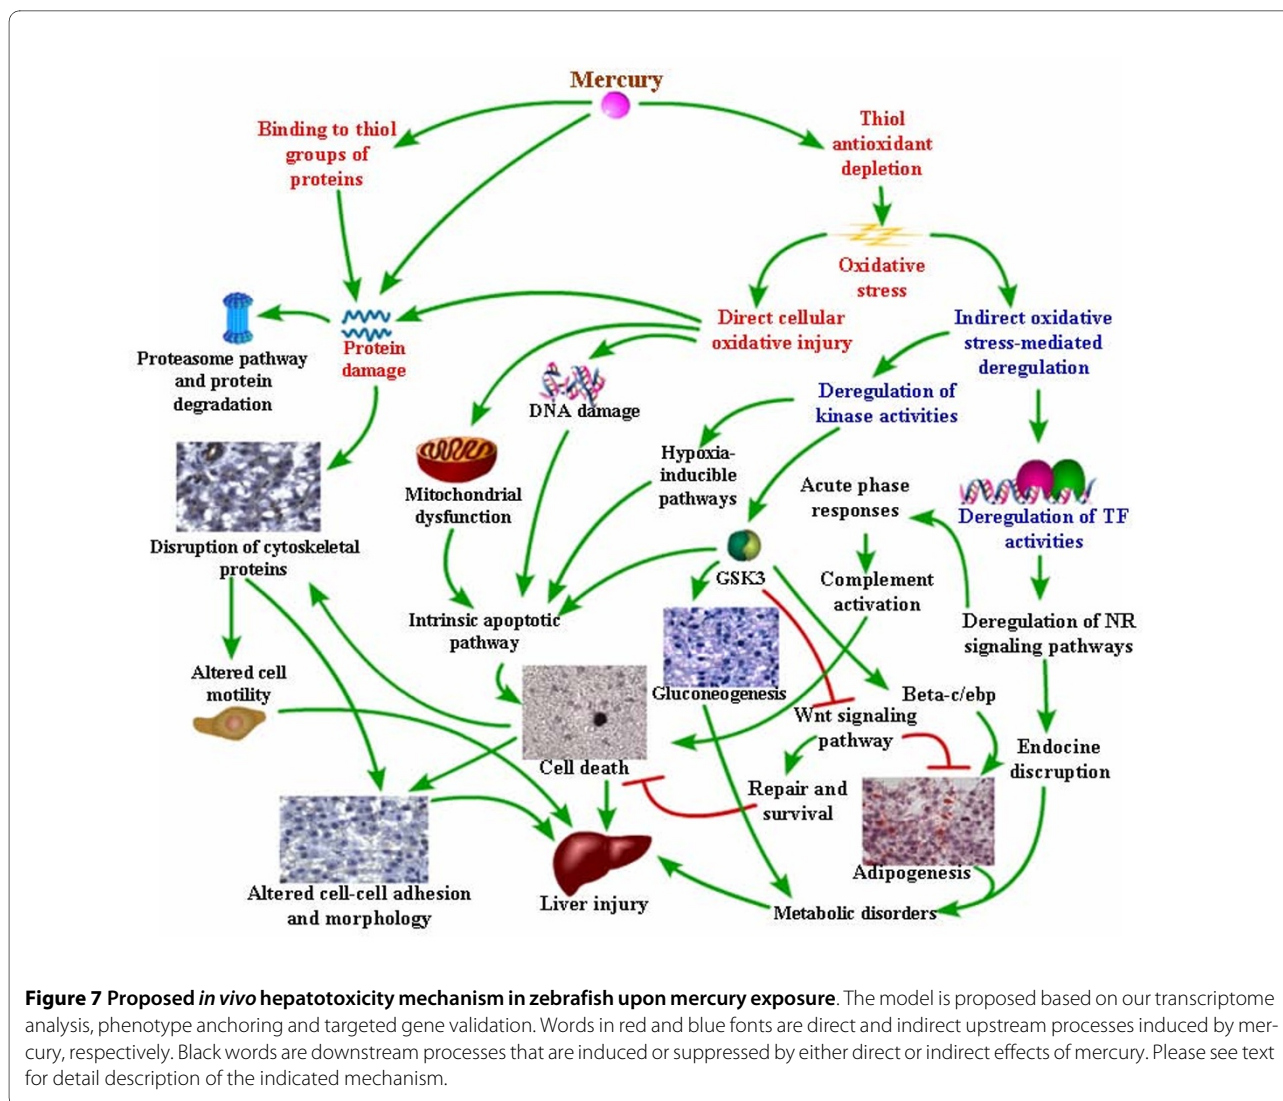 Mercury
Binding to thiol
groups of
proteins
Thiol
antioxidant
depletion
Oxidative
stress
Direct cellular
oxidative injury
Indirect oxidative
stress-mediated
deregulation
Protein
damage
Proteasome pathway
and protein
degradation
DNA damage
Deregulation of
kinase activities
Hypoxia-
inducible
pathways
Mitochondrial
dysfunction
Acute phase
responses
Deregulation of TF
activities
Disruption of cytoskeletal
proteins
GSK3
Complement
activation
Intrinsic apoptotic
pathway
Deregulation of NR
signaling pathways
Altered cell
motility
Gluconeogenesis
Beta-c/ebp
Wnt signaling
pathway
Endocine
disruption
Cell death
Repair and
survival
Adipogenesis
Altered cell-cell adhesion
and morphology
Liver injury
Metabolic disorders
Figure 7 Proposed in vivo hepatotoxicity mechanism in zebrafish upon mercury exposure. The model is proposed based on our transcriptome
analysis, phenotype anchoring and targeted gene validation. Words in red and blue fonts are direct and indirect upstream processes induced by mer-
cury, respectively. Black words are downstream processes that are induced or suppressed by either direct or indirect effects of mercury. Please see text
for detail description of the indicated mechanism.